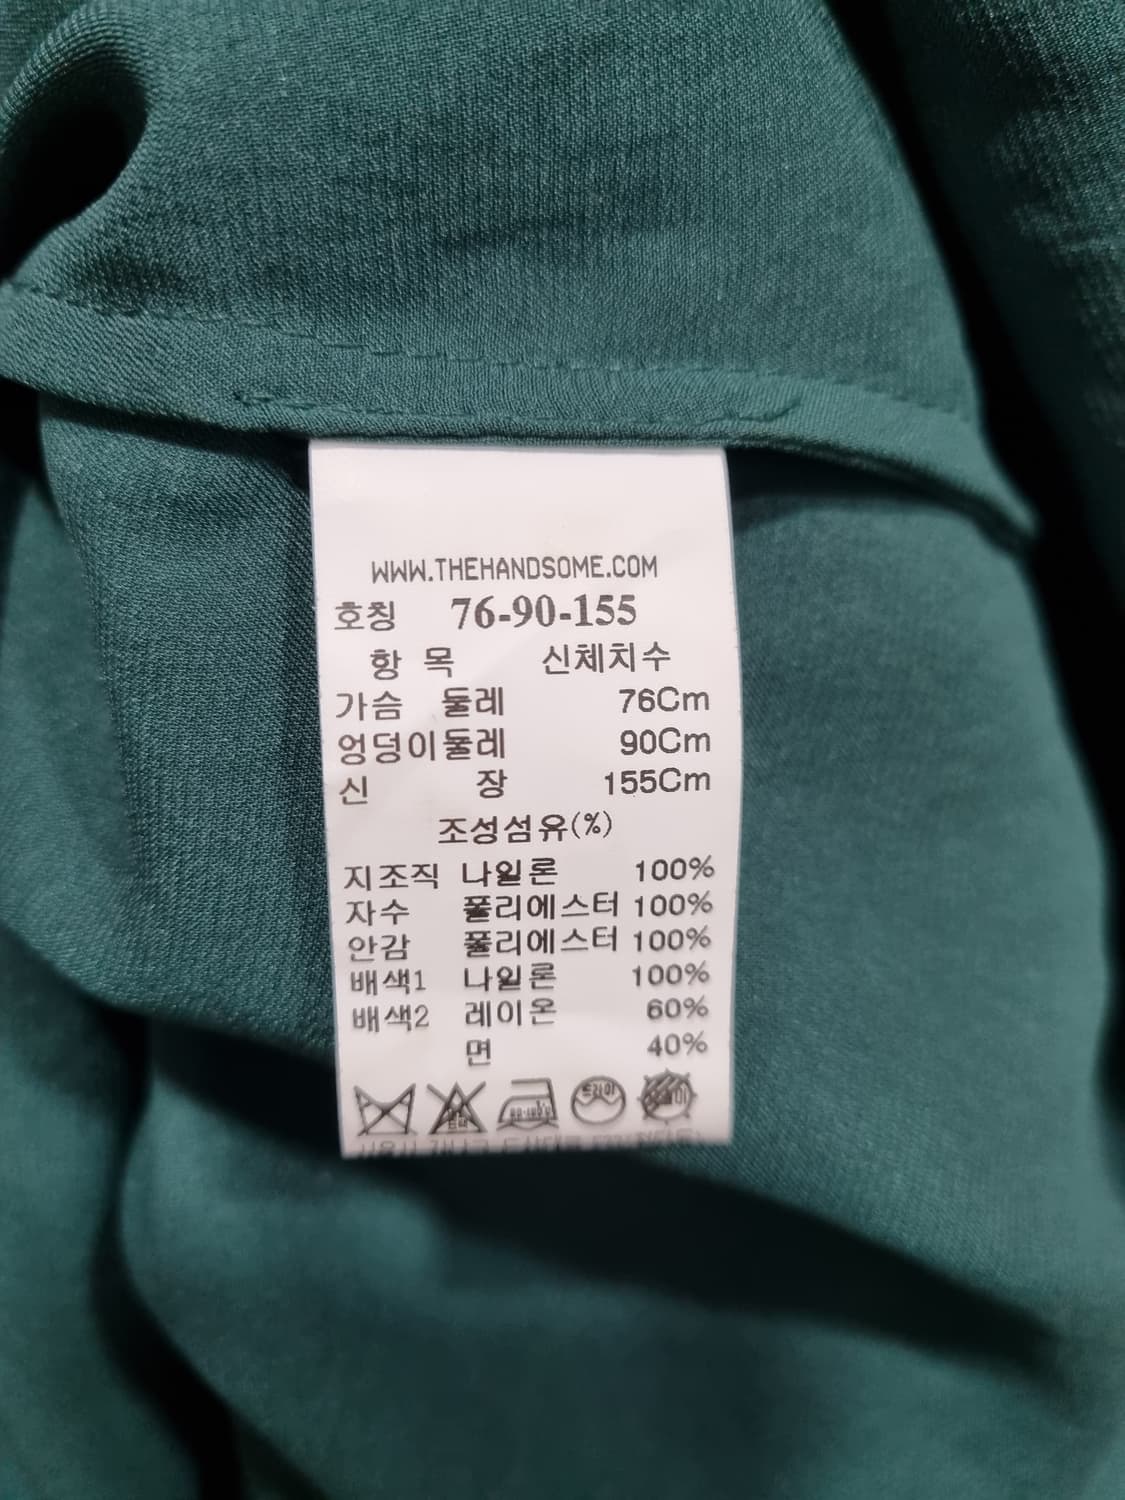 WWW.THEHANDSOME.COM
호칭 76-90-155
항 목 신체치수
가슴 둘레 76Cm
엉덩이둘레 90Cm
신 장 155Cm
조성섬유(%)
지조직 나일론 100%
자수 폴리에스터 100%
안감 폴리에스터 100%
배색1 나일론 100%
배색2 레이온 60%
면 40%
드라이